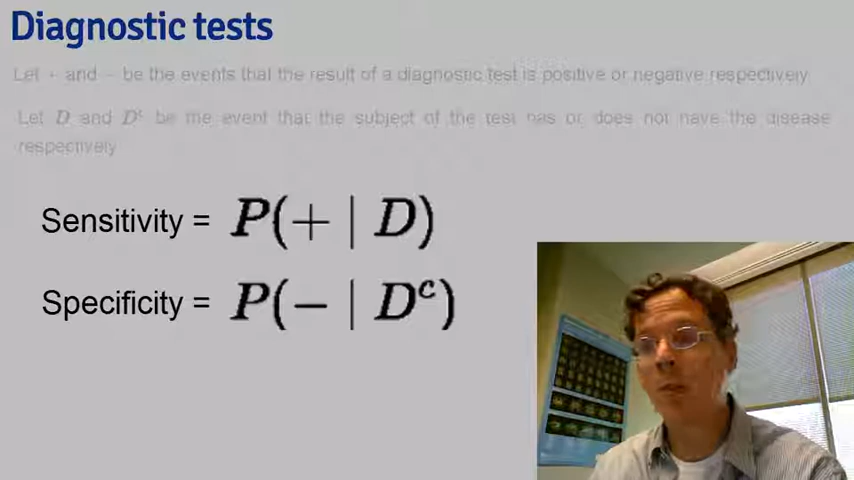 Diagnostic tests
Let + and − be the events that the result of a diagnostic test is positive or negative respectively
Let D and Dᶜ be the event that the subject of the test has or does not have the disease
respectively
Sensitivity = P(+ | D)
Specificity = P(− | Dᶜ)